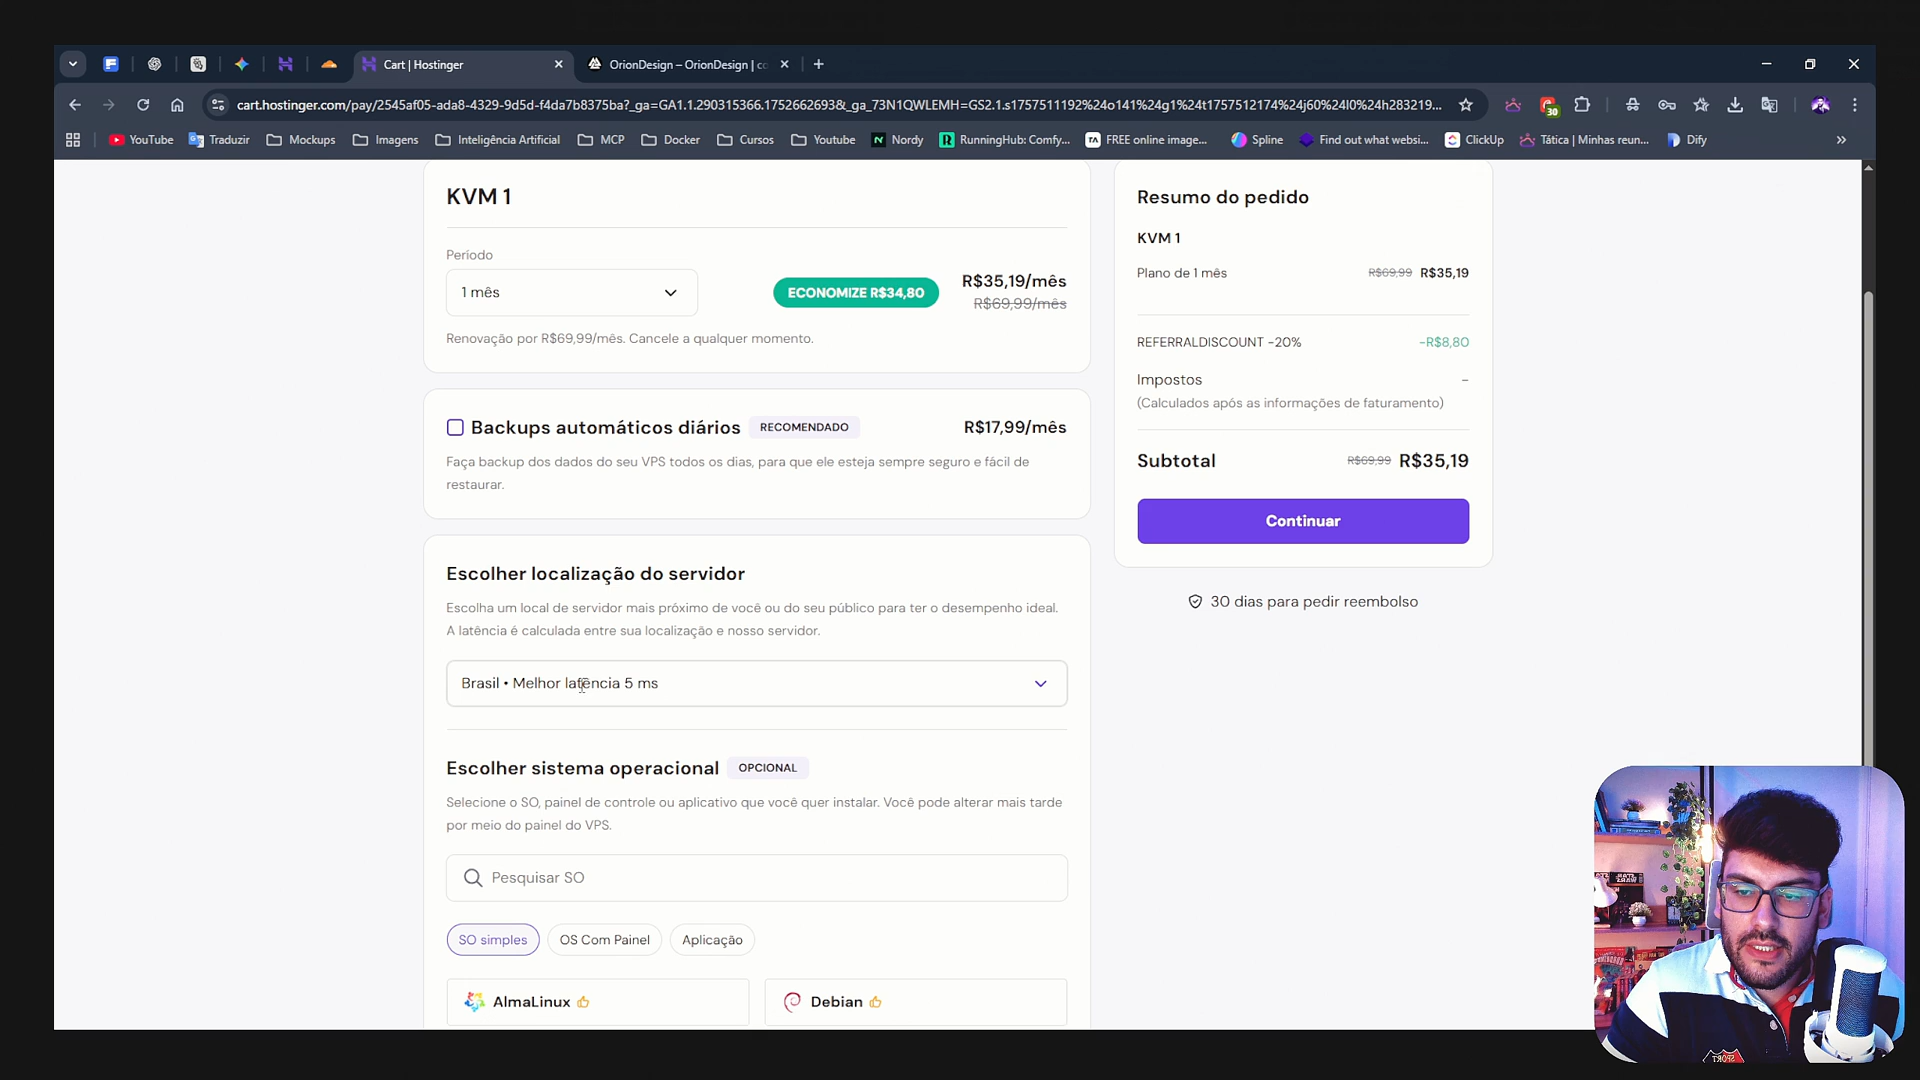 Cart | Hostinger
OrionDesign – OrionDesign | co
cart.hostinger.com/pay/2545af05-ada8-4329-9d5d-f4da7b8375ba?_ga=GA1.1.290315366.1752662693&_ga_73N1QWLEMH=GS2.1.s1757511192%24o141%24g1%24t1757512174%24j60%24l0%24h283219...
30
YouTube
Traduzir
Mockups
Imagens
Inteligência Artificial
MCP
Docker
Cursos
Youtube
Nordy
RunningHub: Comfy...
FREE online image...
Spline
Find out what websi...
ClickUp
Tática | Minhas reun...
Dify
KVM 1
Período
1 mês
ECONOMIZE R$34,80
R$35,19/mês
R$69,99/mês
Renovação por R$69,99/mês. Cancele a qualquer momento.
Backups automáticos diários
RECOMENDADO
R$17,99/mês
Faça backup dos dados do seu VPS todos os dias, para que ele esteja sempre seguro e fácil de
restaurar.
Escolher localização do servidor
Escolha um local de servidor mais próximo de você ou do seu público para ter o desempenho ideal.
A latência é calculada entre sua localização e nosso servidor.
Brasil • Melhor latência 5 ms
Escolher sistema operacional
OPCIONAL
Selecione o SO, painel de controle ou aplicativo que você quer instalar. Você pode alterar mais tarde
por meio do painel do VPS.
Pesquisar SO
SO simples
OS Com Painel
Aplicação
AlmaLinux
Debian
Resumo do pedido
KVM 1
Plano de 1 mês
R$69,99 R$35,19
REFERRALDISCOUNT -20%
-R$8,80
Impostos
-
(Calculados após as informações de faturamento)
Subtotal
R$69,99 R$35,19
Continuar
30 dias para pedir reembolso